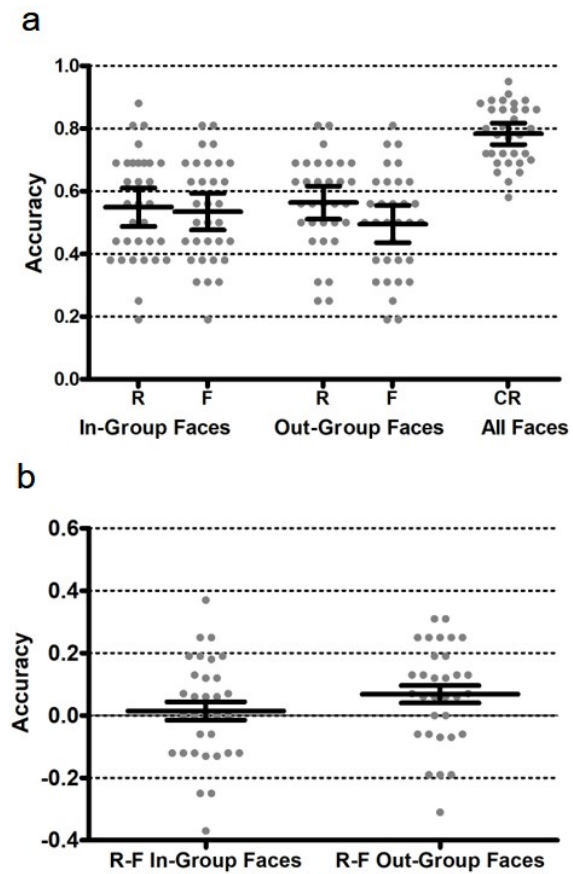 a
1.0
0.8
0.6
0.4
0.2
0.0
Accuracy
R F R F CR
In-Group Faces Out-Group Faces All Faces
b
0.6
0.4
0.2
0.0
-0.2
-0.4
Accuracy
R-F In-Group Faces R-F Out-Group Faces